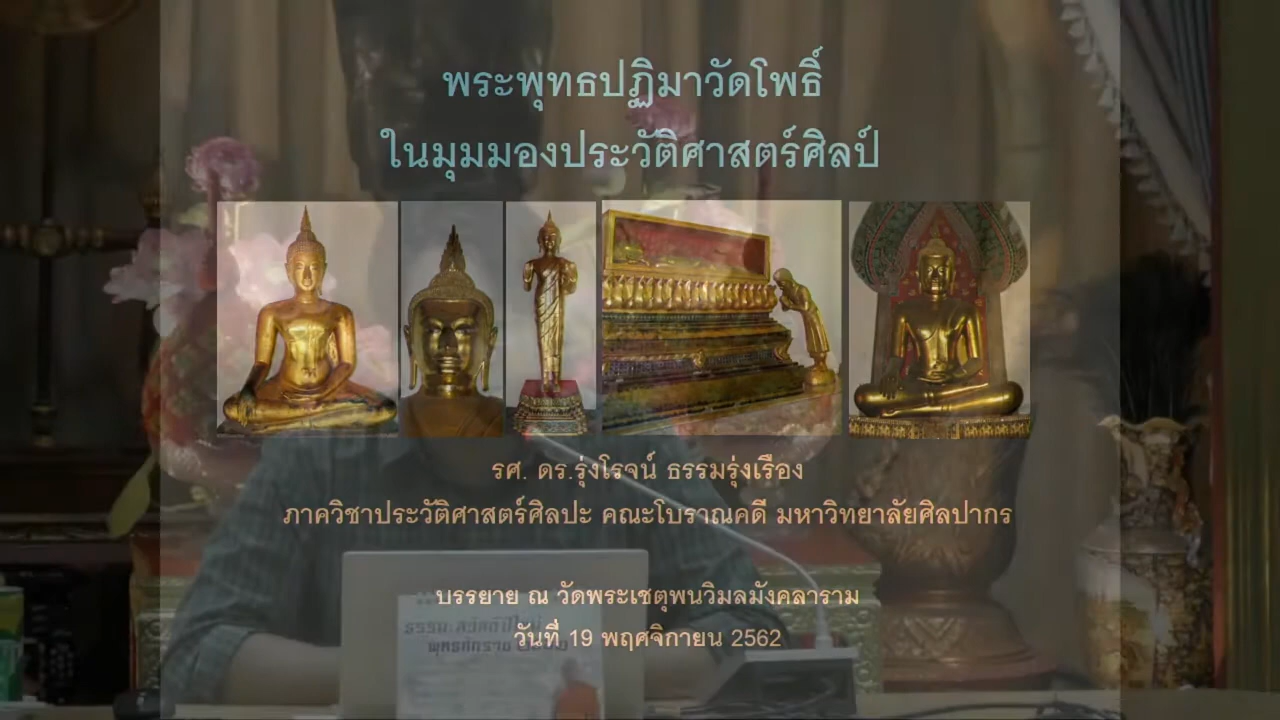 พระพุทธปฏิมาวัดโพธิ์
ในมุมมองประวัติศาสตร์ศิลป์
รศ. ดร.รุ่งโรจน์ ธรรมรุ่งเรือง
ภาควิชาประวัติศาสตร์ศิลปะ คณะโบราณคดี มหาวิทยาลัยศิลปากร
บรรยาย ณ วัดพระเชตุพนวิมลมังคลาราม
วันที่ 19 พฤศจิกายน 2562